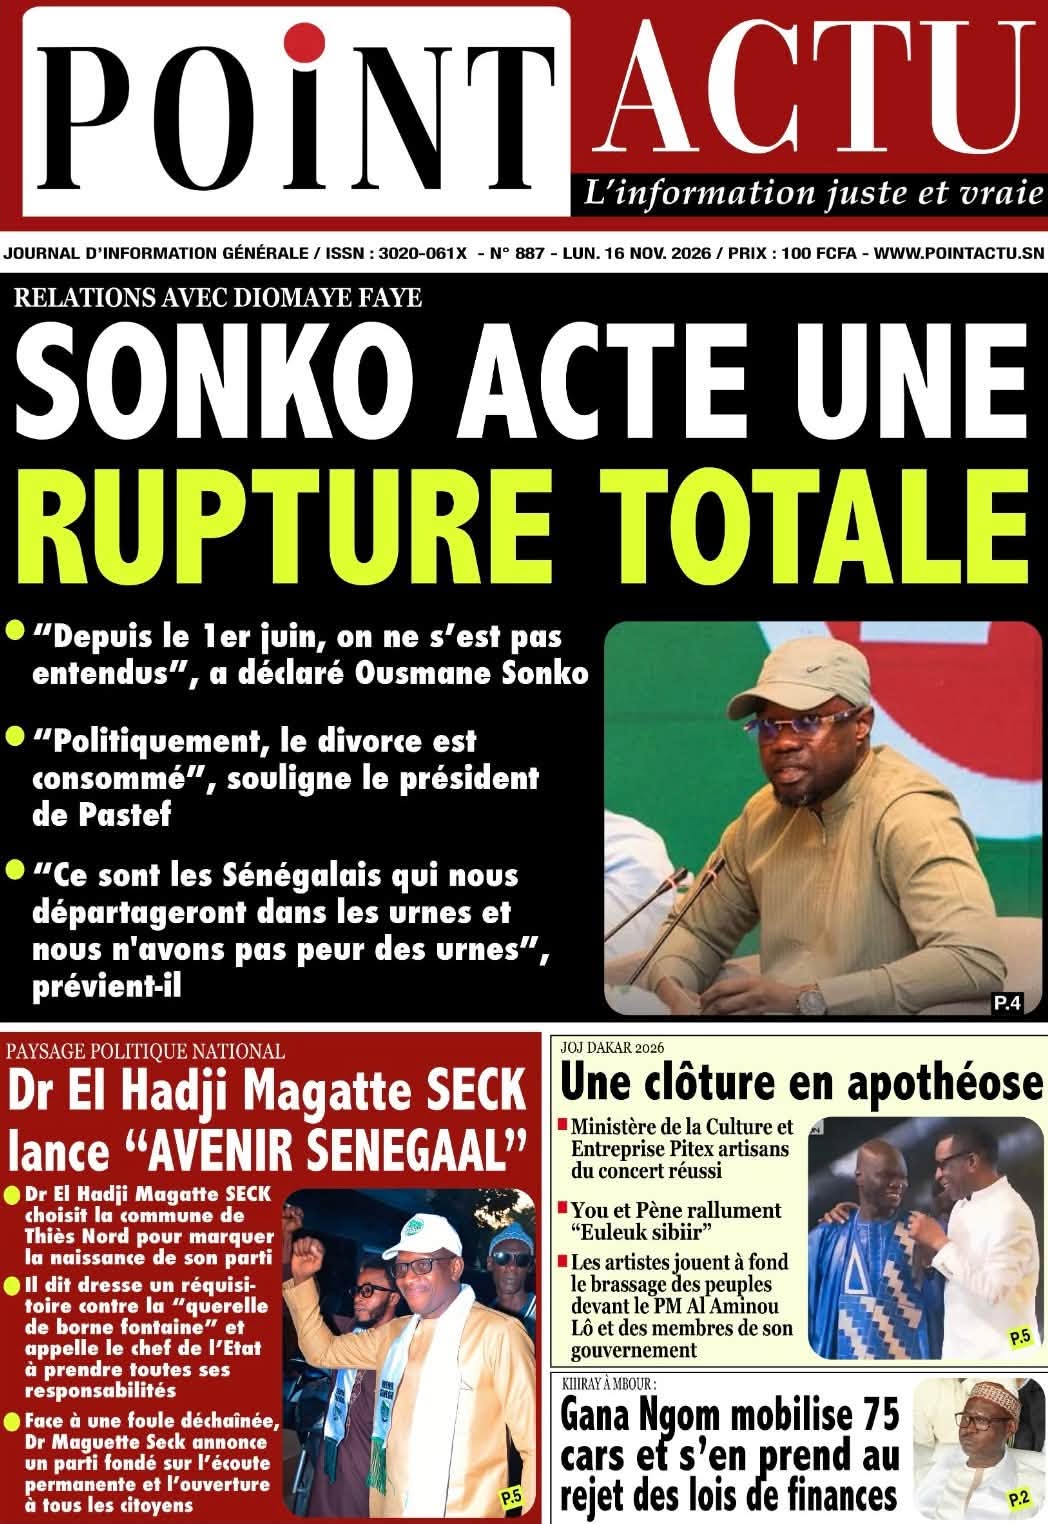 POiNT ACTU
L'information juste et vraie
JOURNAL D'INFORMATION GÉNÉRALE / ISSN : 3020-061X - N° 887 - LUN. 16 NOV. 2026 / PRIX : 100 FCFA - WWW.POINTACTU.SN
RELATIONS AVEC DIOMAYE FAYE
SONKO ACTE UNE
RUPTURE TOTALE
“Depuis le 1er juin, on ne s’est pas
entendus”, a déclaré Ousmane Sonko
“Politiquement, le divorce est
consommé”, souligne le président
de Pastef
“Ce sont les Sénégalais qui nous
départageront dans les urnes et
nous n'avons pas peur des urnes”,
prévient-il
P.4
PAYSAGE POLITIQUE NATIONAL
Dr El Hadji Magatte SECK
lance “AVENIR SENEGAAL”
Dr El Hadji Magatte SECK
choisit la commune de
Thiès Nord pour marquer
la naissance de son parti
Il dit dresse un réquisi-
toire contre la “querelle
de borne fontaine” et
appelle le chef de l’Etat
à prendre toutes ses
responsabilités
Face à une foule déchaînée,
Dr Maguette Seck annonce
un parti fondé sur l’écoute
permanente et l’ouverture
à tous les citoyens
P.5
JOJ DAKAR 2026
Une clôture en apothéose
Ministère de la Culture et
Entreprise Pitex artisans
du concert réussi
You et Pène rallument
“Euleuk sibiir”
Les artistes jouent à fond
le brassage des peuples
devant le PM Al Aminou
Lô et des membres de son
gouvernement
P.5
KIIIRAY À MBOUR :
Gana Ngom mobilise 75
cars et s’en prend au
rejet des lois de finances
P.2